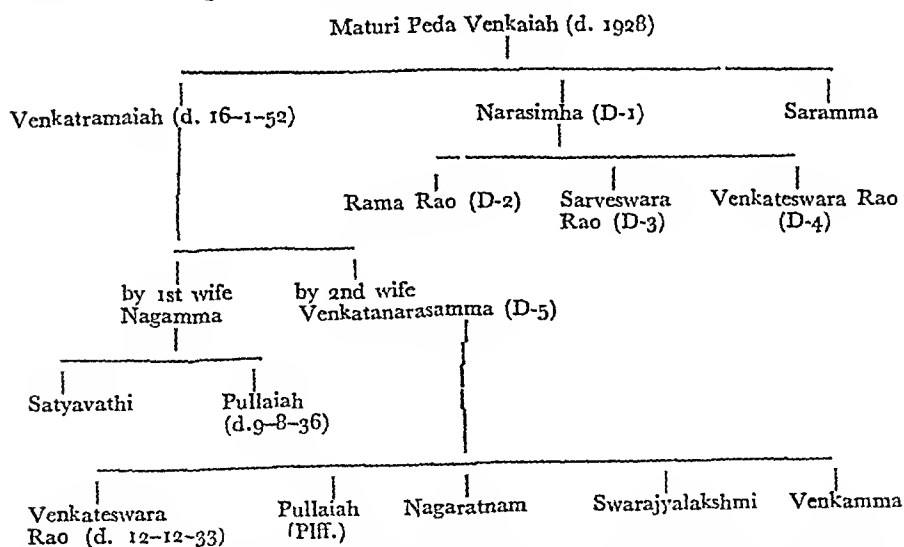 Maturi Peda Venkaiah (d. 1928)
Venkatramaiah (d. 16-1-52) Narasimha (D-1) Saramma
Rama Rao (D-2) Sarveswara Rao (D-3) Venkateswara Rao (D-4)
by 1st wife Nagamma by 2nd wife Venkatanarasamma (D-5)
Satyavathi Pullaiah (d.9-8-36)
Venkateswara Rao (d. 12-12-33) Pullaiah (Plff.) Nagaratnam Swarajyalakshmi Venkamma